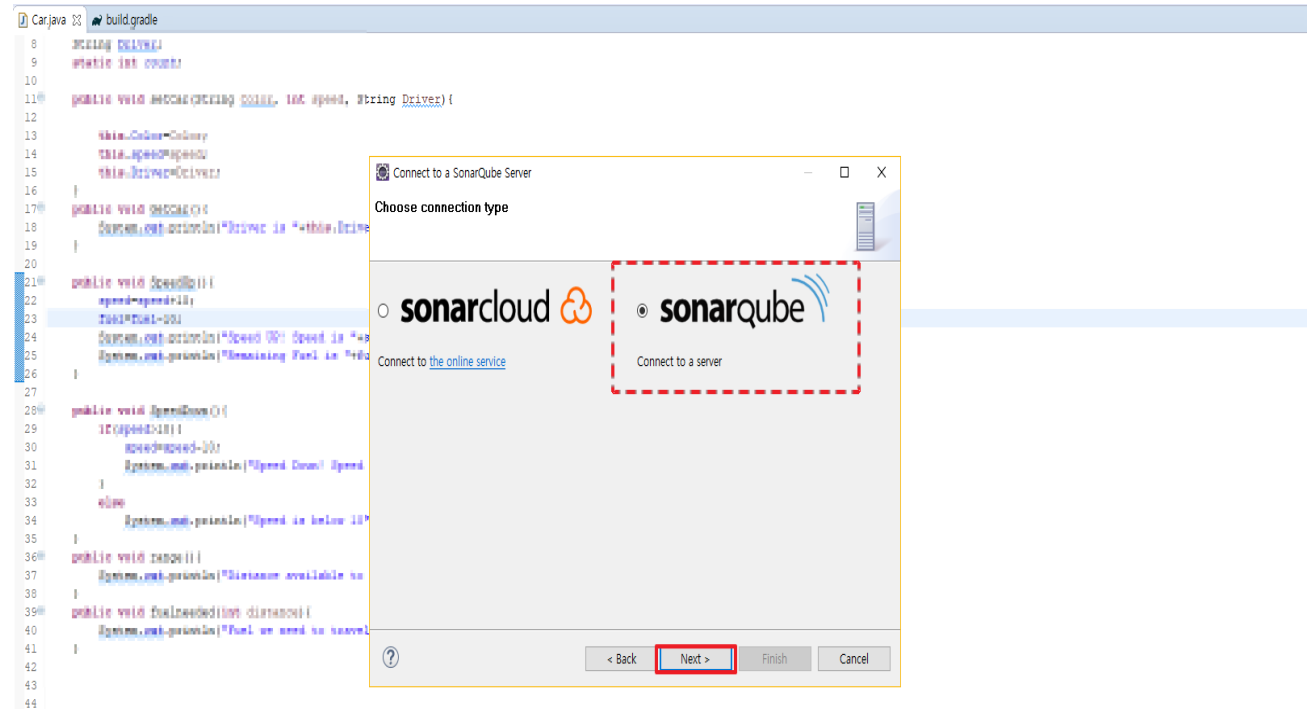 Car.java build.gradle
8 String Driver;
9 static int count;
10
11 public void setCar(String Color, int speed, String Driver){
12
13 this.Color=Color;
14 this.speed=speed;
15 this.Driver=Driver;
16 }
17 public void getCar(){
18 System.out.println("Driver is "+this.Drive
19 }
20
21 public void SpeedUp(){
22 speed=speed+10;
23 fuel=fuel-10;
24 System.out.println("Speed UP! Speed is "+s
25 System.out.println("Remaining Fuel is "+fu
26 }
27
28 public void SpeedDown(){
29 if(speed>10){
30 speed=speed-10;
31 System.out.println("Speed Down! Speed
32 }
33 else
34 System.out.println("Speed is below 10"
35 }
36 public void range(){
37 System.out.println("Distance available to
38 }
39 public void fuelneeded(int distance){
40 System.out.println("Fuel we need to travel
41 }
42
43
44
Connect to a SonarQube Server
Choose connection type
sonarcloud
sonarqube
Connect to the online service
Connect to a server
?
< Back Next > Finish Cancel